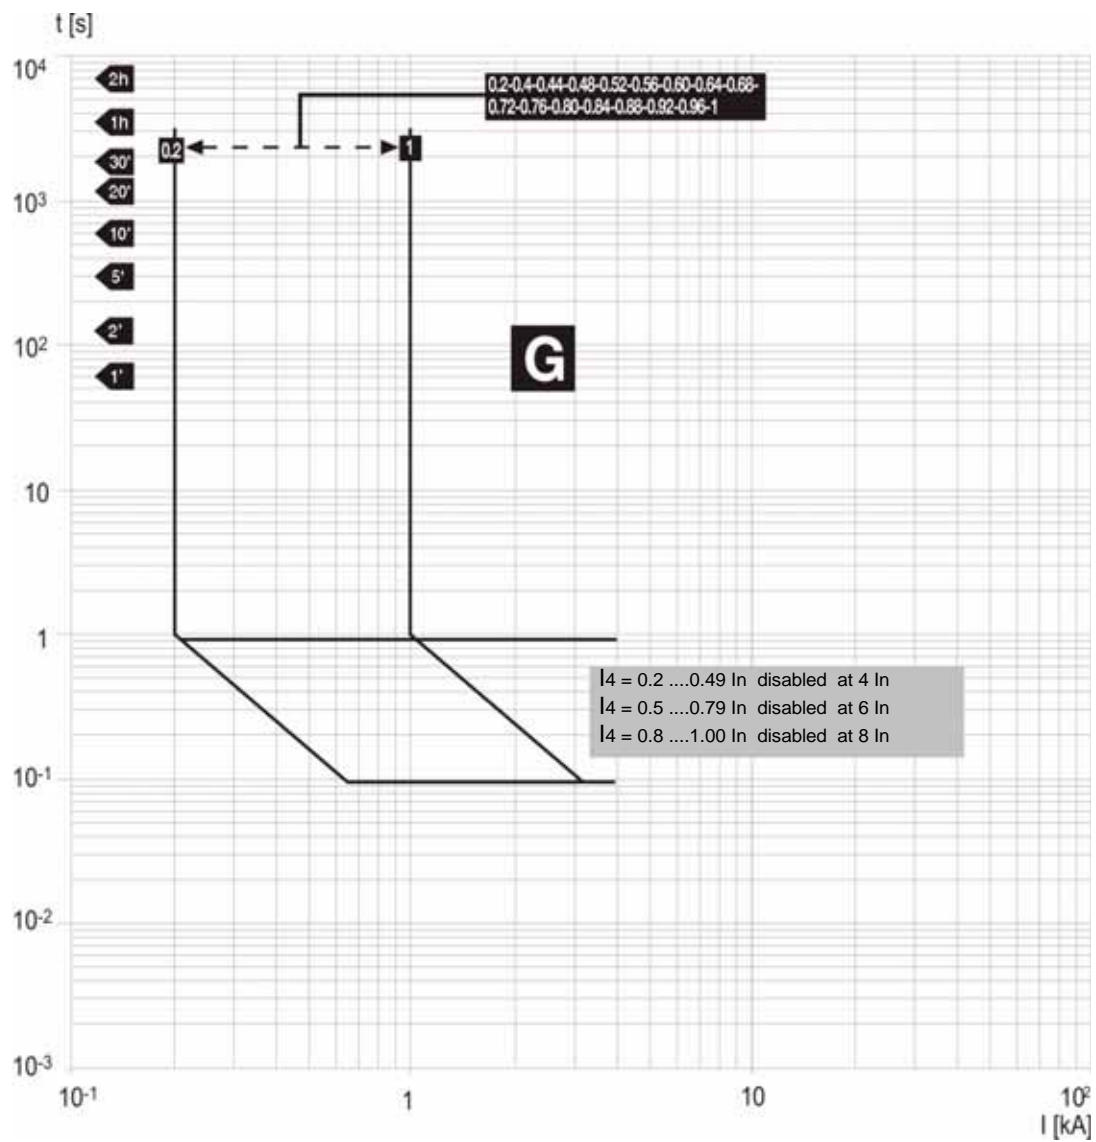 t [s]
10⁴
2h
0.2-0.4-0.44-0.48-0.52-0.56-0.60-0.64-0.68-
0.72-0.76-0.80-0.84-0.88-0.92-0.96-1
1h
0.2
1
30'
20'
10³
10'
5'
2'
10²
G
1'
10
1
I4 = 0.2 ....0.49 In disabled at 4 In
I4 = 0.5 ....0.79 In disabled at 6 In
I4 = 0.8 ....1.00 In disabled at 8 In
10-¹
10-²
10-³
10-¹
1
10
10²
I [kA]